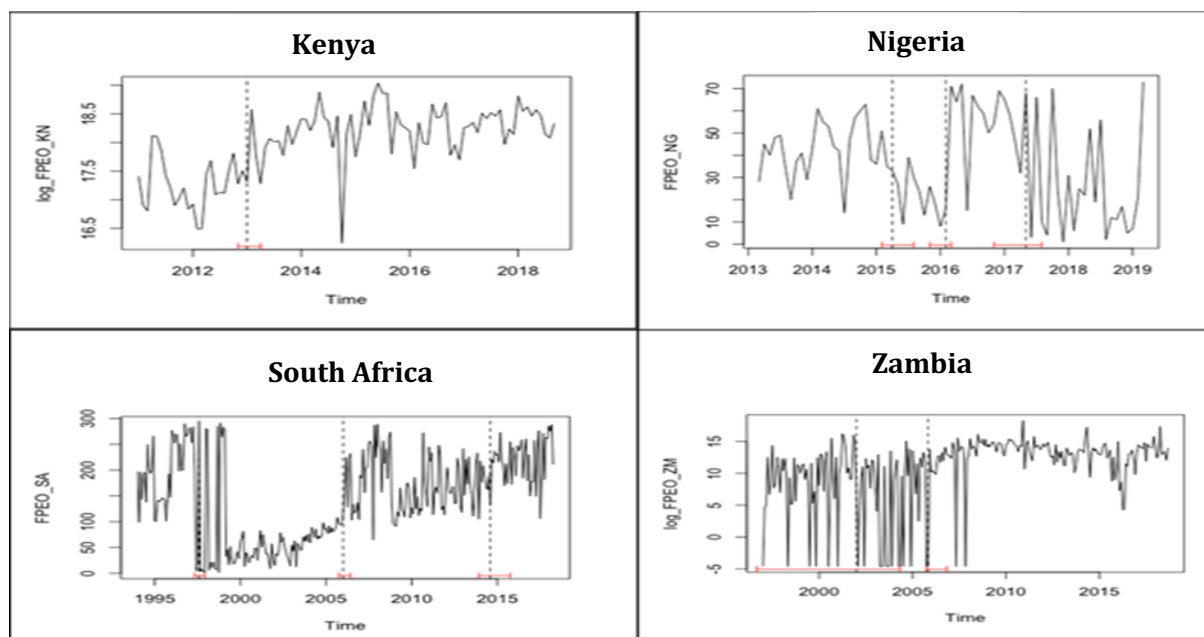 Kenya
log_FPEO_KN
18.5
17.5
16.5
2012 2014 2016 2018
Time
Nigeria
FPEO_NG
70
50
30
10
0
2013 2014 2015 2016 2017 2018 2019
Time
South Africa
FPEO_SA
300
200
100
50
0
1995 2000 2005 2010 2015
Time
Zambia
log_FPEO_ZM
15
10
5
0
-5
2000 2005 2010 2015
Time